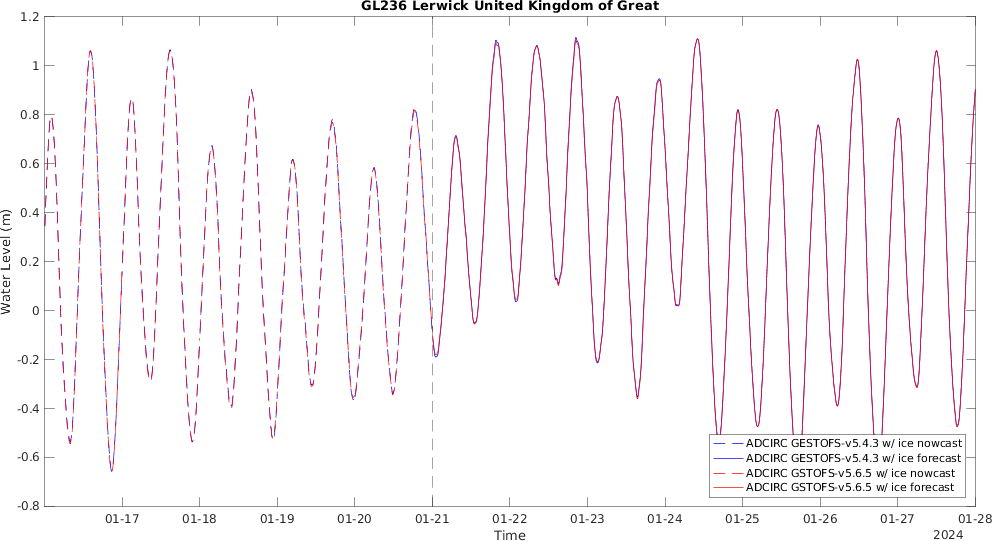 GL236 Lerwick United Kingdom of Great
1.2
1
0.8
0.6
0.4
0.2
0
-0.2
-0.4
-0.6
-0.8
Water Level (m)
ADCIRC GESTOFS-v5.4.3 w/ ice nowcast
ADCIRC GESTOFS-v5.4.3 w/ ice forecast
ADCIRC GSTOFS-v5.6.5 w/ ice nowcast
ADCIRC GSTOFS-v5.6.5 w/ ice forecast
01-17 01-18 01-19 01-20 01-21 01-22 01-23 01-24 01-25 01-26 01-27 01-28
Time
2024